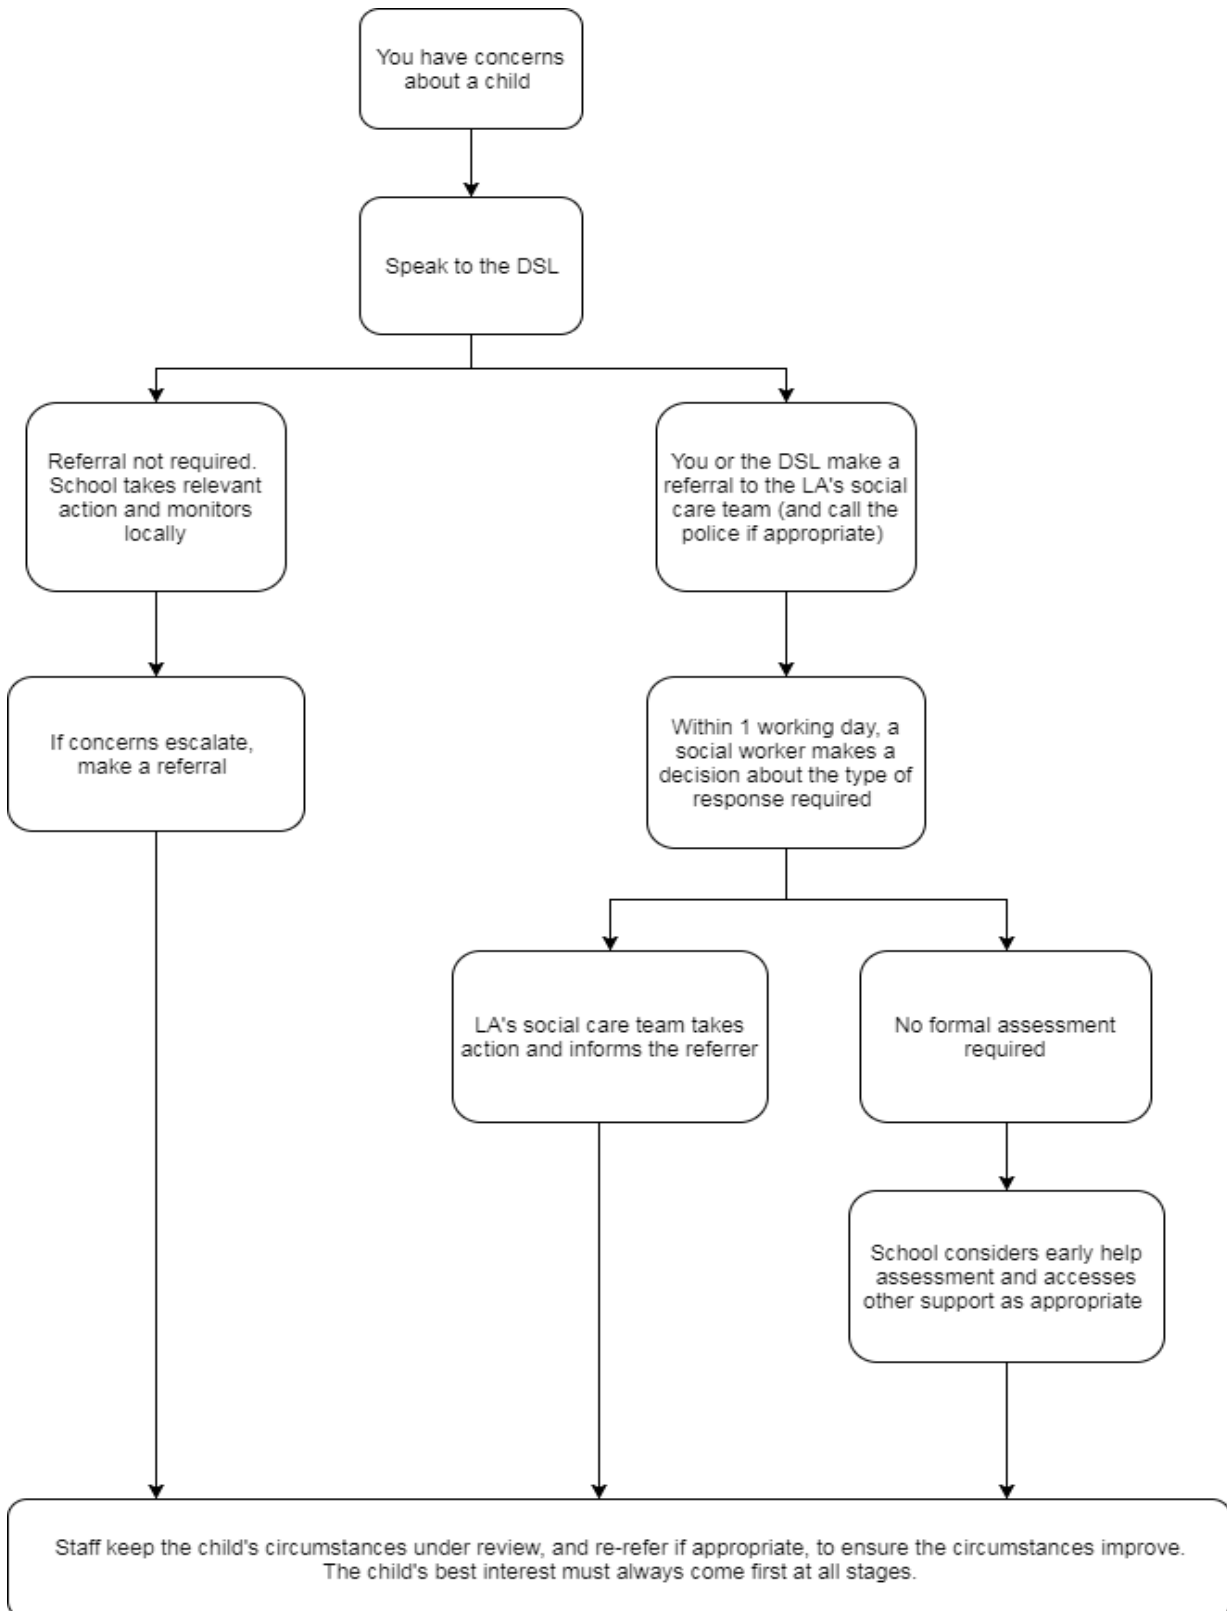 You have concerns
about a child
Speak to the DSL
Referral not required.
School takes relevant
action and monitors
locally
You or the DSL make a
referral to the LA's social
care team (and call the
police if appropriate)
If concerns escalate,
make a referral
Within 1 working day, a
social worker makes a
decision about the type of
response required
LA's social care team takes
action and informs the referrer
No formal assessment
required
School considers early help
assessment and accesses
other support as appropriate
Staff keep the child's circumstances under review, and re-refer if appropriate, to ensure the circumstances improve.
The child's best interest must always come first at all stages.